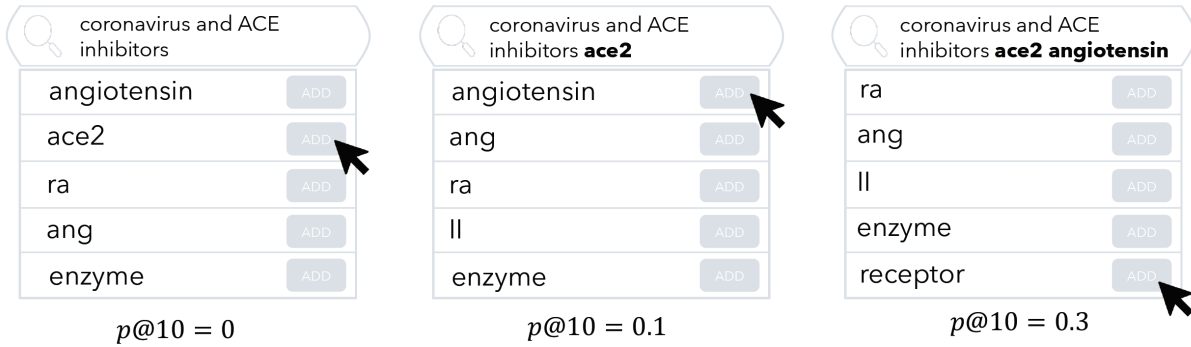 coronavirus and ACE
inhibitors
angiotensin ADD
ace2 ADD
ra ADD
ang ADD
enzyme ADD
p@10 = 0
coronavirus and ACE
inhibitors ace2
angiotensin ADD
ang ADD
ra ADD
ll ADD
enzyme ADD
p@10 = 0.1
coronavirus and ACE
inhibitors ace2 angiotensin
ra ADD
ang ADD
ll ADD
enzyme ADD
receptor ADD
p@10 = 0.3